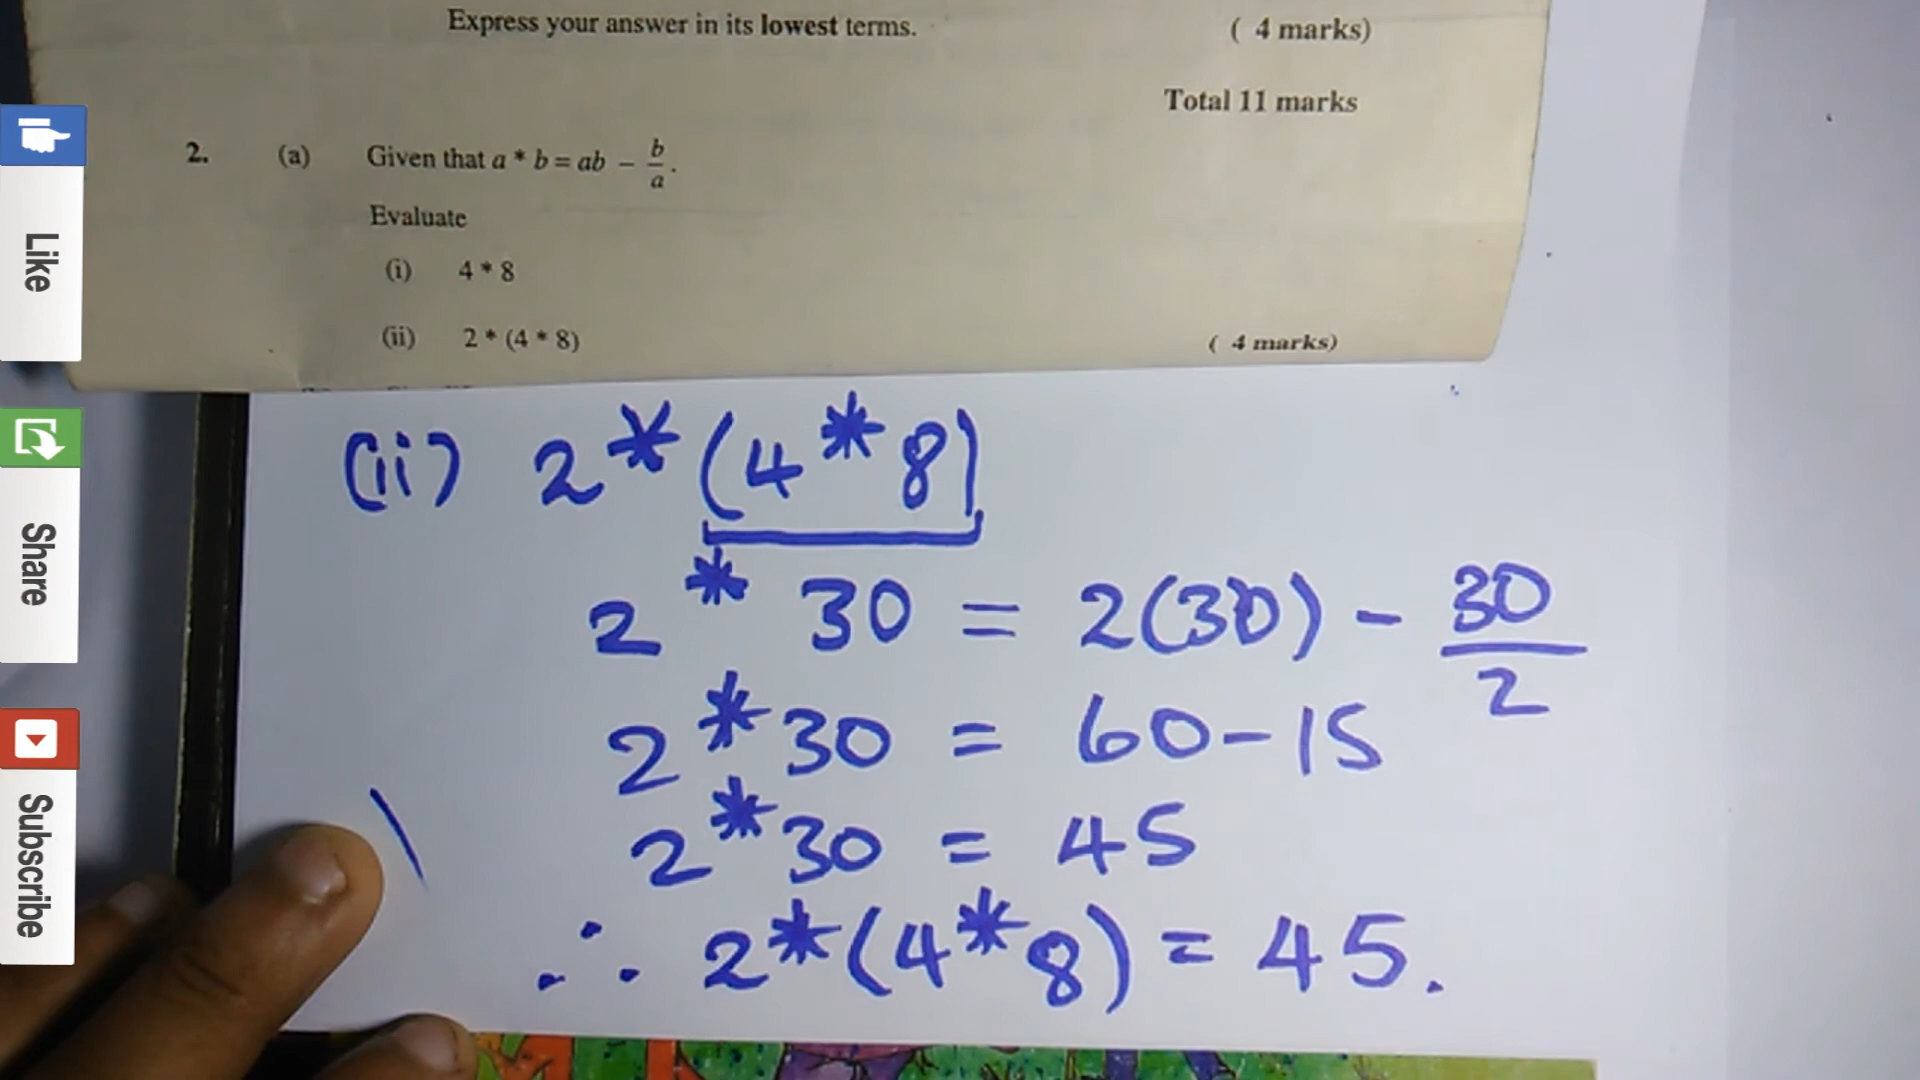 Express your answer in its lowest terms. ( 4 marks)
Total 11 marks
2. (a) Given that a * b = ab - b/a.
Evaluate
(i) 4 * 8
(ii) 2 * (4 * 8) ( 4 marks)
(ii) 2 * (4 * 8)
2 * 30 = 2(30) - 30/2
2 * 30 = 60 - 15
2 * 30 = 45
∴ 2 * (4 * 8) = 45.
Like
Share
Subscribe